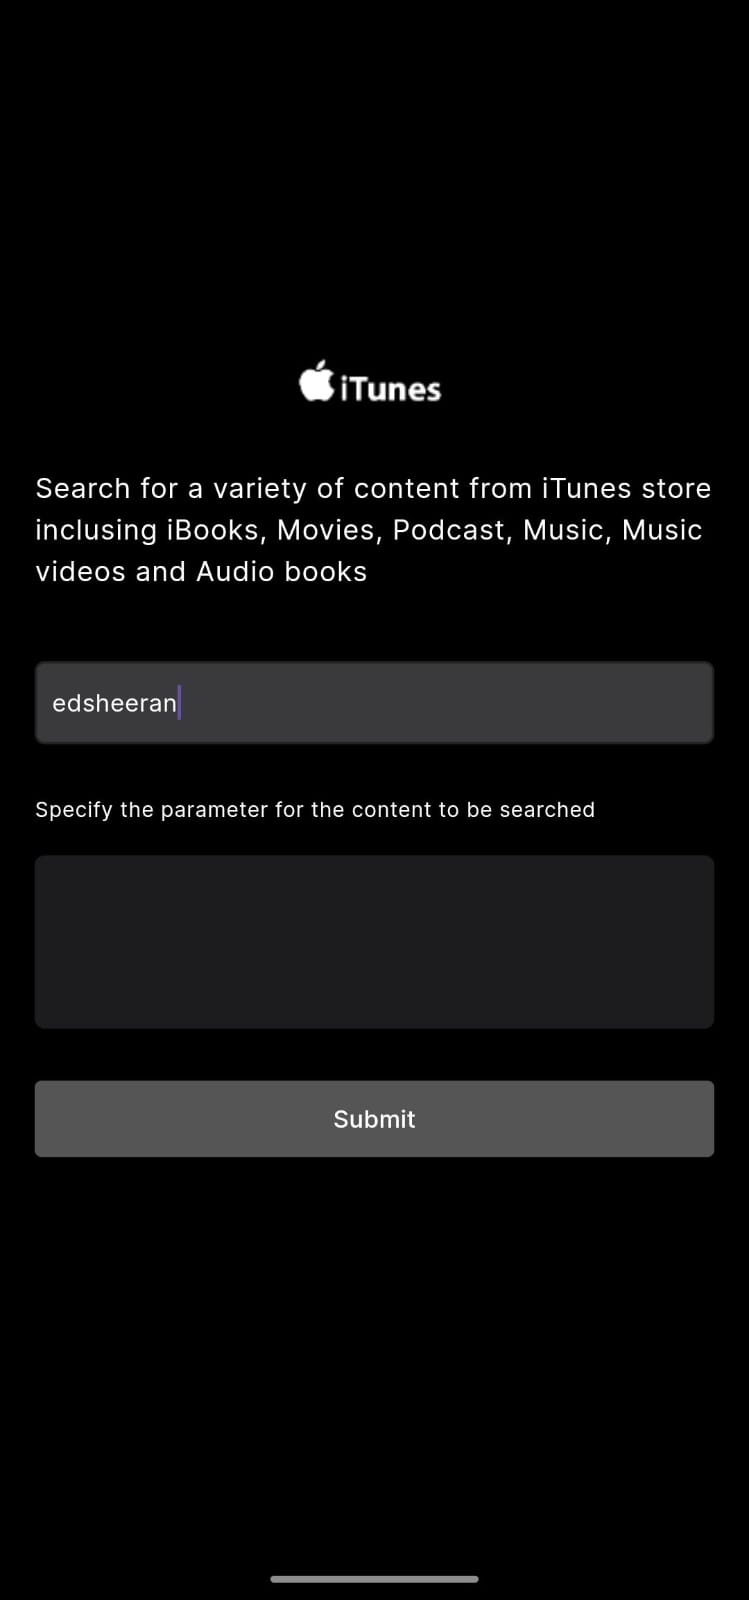 iTunes
Search for a variety of content from iTunes store
inclusing iBooks, Movies, Podcast, Music, Music
videos and Audio books
edsheeran
Specify the parameter for the content to be searched
Submit